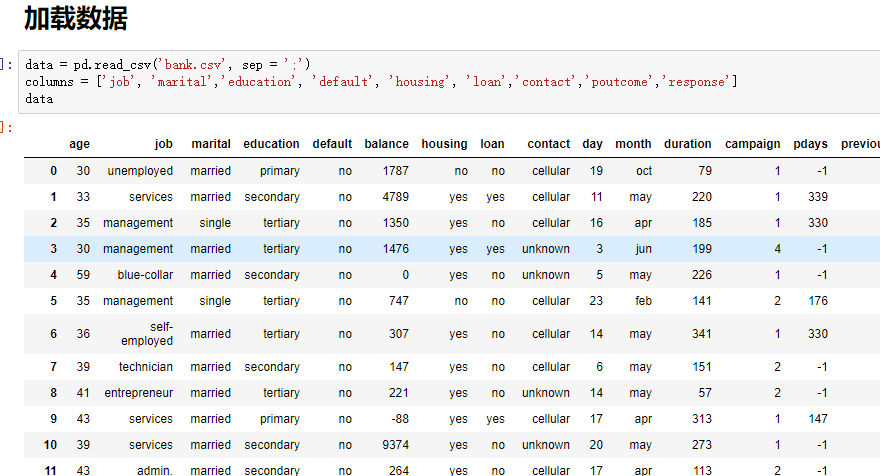 加载数据
]: data = pd.read_csv('bank.csv', sep = ';')
columns = ['job', 'marital','education', 'default', 'housing', 'loan','contact','poutcome','response']
data
]:
age job marital education default balance housing loan contact day month duration campaign pdays previou
0 30 unemployed married primary no 1787 no no cellular 19 oct 79 1 -1
1 33 services married secondary no 4789 yes yes cellular 11 may 220 1 339
2 35 management single tertiary no 1350 yes no cellular 16 apr 185 1 330
3 30 management married tertiary no 1476 yes yes unknown 3 jun 199 4 -1
4 59 blue-collar married secondary no 0 yes no unknown 5 may 226 1 -1
5 35 management single tertiary no 747 no no cellular 23 feb 141 2 176
6 36 self-employed married tertiary no 307 yes no cellular 14 may 341 1 330
7 39 technician married secondary no 147 yes no cellular 6 may 151 2 -1
8 41 entrepreneur married tertiary no 221 yes no unknown 14 may 57 2 -1
9 43 services married primary no -88 yes yes cellular 17 apr 313 1 147
10 39 services married secondary no 9374 yes no unknown 20 may 273 1 -1
11 43 admin. married secondary no 264 yes no cellular 17 apr 113 2 -1